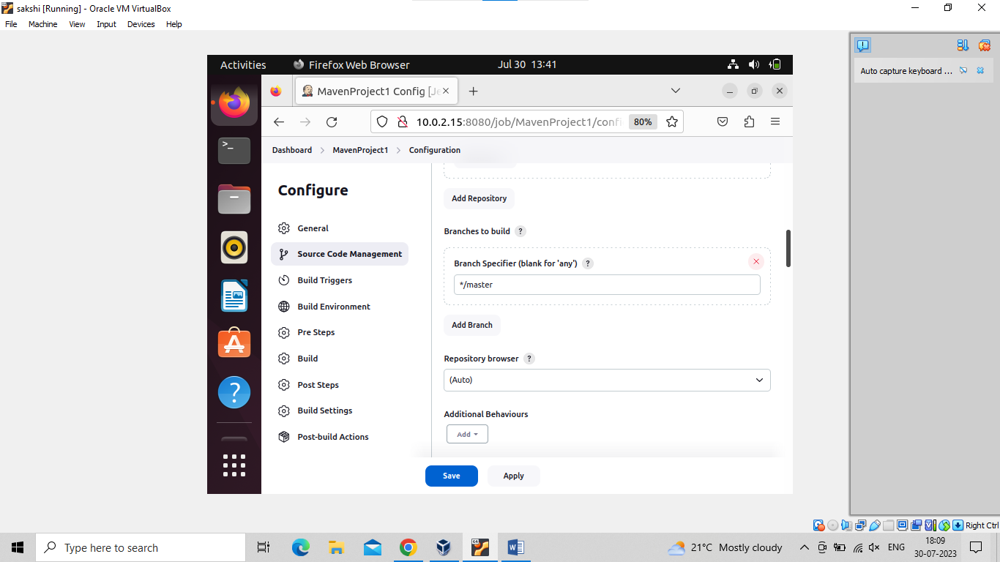 sakshi [Running] - Oracle VM VirtualBox
File Machine View Input Devices Help
Auto capture keyboard ...
Activities Firefox Web Browser Jul 30 13:41
MavenProject1 Config [Je
10.0.2.15:8080/job/MavenProject1/confi 80%
Dashboard > MavenProject1 > Configuration
Configure
General
Source Code Management
Build Triggers
Build Environment
Pre Steps
Build
Post Steps
Build Settings
Post-build Actions
Add Repository
Branches to build ?
Branch Specifier (blank for 'any') ?
*/master
Add Branch
Repository browser ?
(Auto)
Additional Behaviours
Add
Save Apply
Right Ctrl
Type here to search
21°C Mostly cloudy
ENG
18:09
30-07-2023